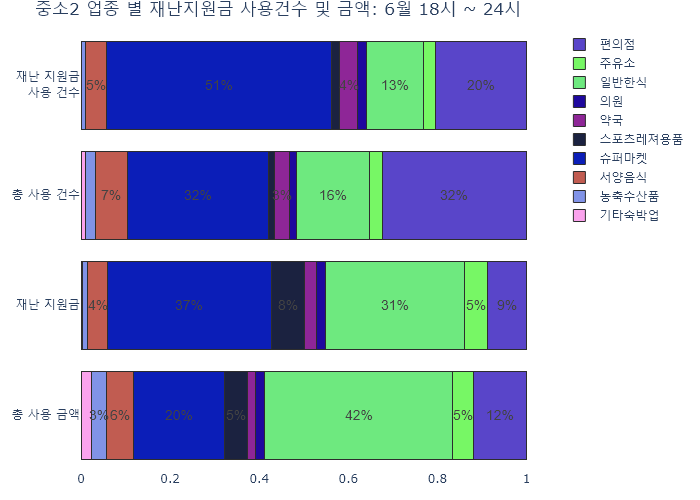 중소2 업종 별 재난지원금 사용건수 및 금액: 6월 18시 ~ 24시
재난 지원금
사용 건수
5%
51%
4%
13%
20%
총 사용 건수
7%
32%
3%
16%
32%
재난 지원금
4%
37%
8%
31%
5%
9%
총 사용 금액
3%
6%
20%
5%
42%
5%
12%
0
0.2
0.4
0.6
0.8
1
편의점
주유소
일반한식
의원
약국
스포츠레져용품
슈퍼마켓
서양음식
농축수산품
기타숙박업